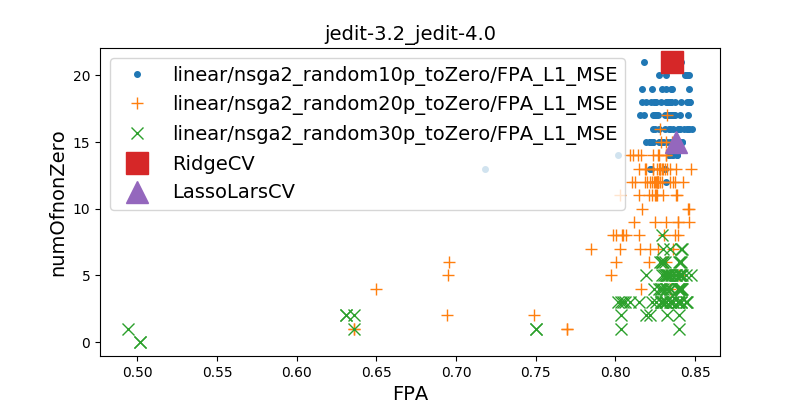 jedit-3.2_jedit-4.0
linear/nsga2_random10p_toZero/FPA_L1_MSE
linear/nsga2_random20p_toZero/FPA_L1_MSE
linear/nsga2_random30p_toZero/FPA_L1_MSE
RidgeCV
LassoLarsCV
numOfnonZero
20
15
10
5
0
0.50 0.55 0.60 0.65 0.70 0.75 0.80 0.85
FPA